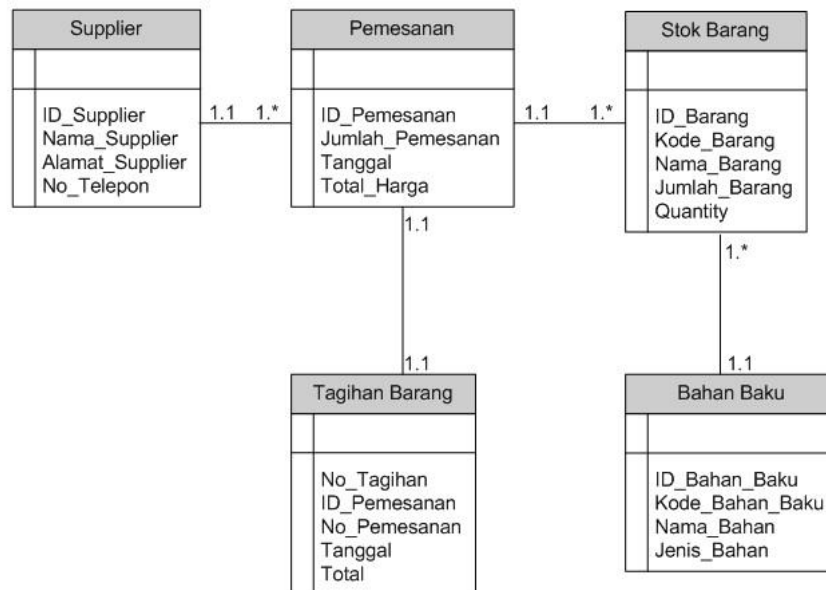 Supplier
ID_Supplier
Nama_Supplier
Alamat_Supplier
No_Telepon
1.1 1.*
Pemesanan
ID_Pemesanan
Jumlah_Pemesanan
Tanggal
Total_Harga
1.1 1.*
Stok Barang
ID_Barang
Kode_Barang
Nama_Barang
Jumlah_Barang
Quantity
1.1
1.*
1.1
1.1
Tagihan Barang
No_Tagihan
ID_Pemesanan
No_Pemesanan
Tanggal
Total
Bahan Baku
ID_Bahan_Baku
Kode_Bahan_Baku
Nama_Bahan
Jenis_Bahan